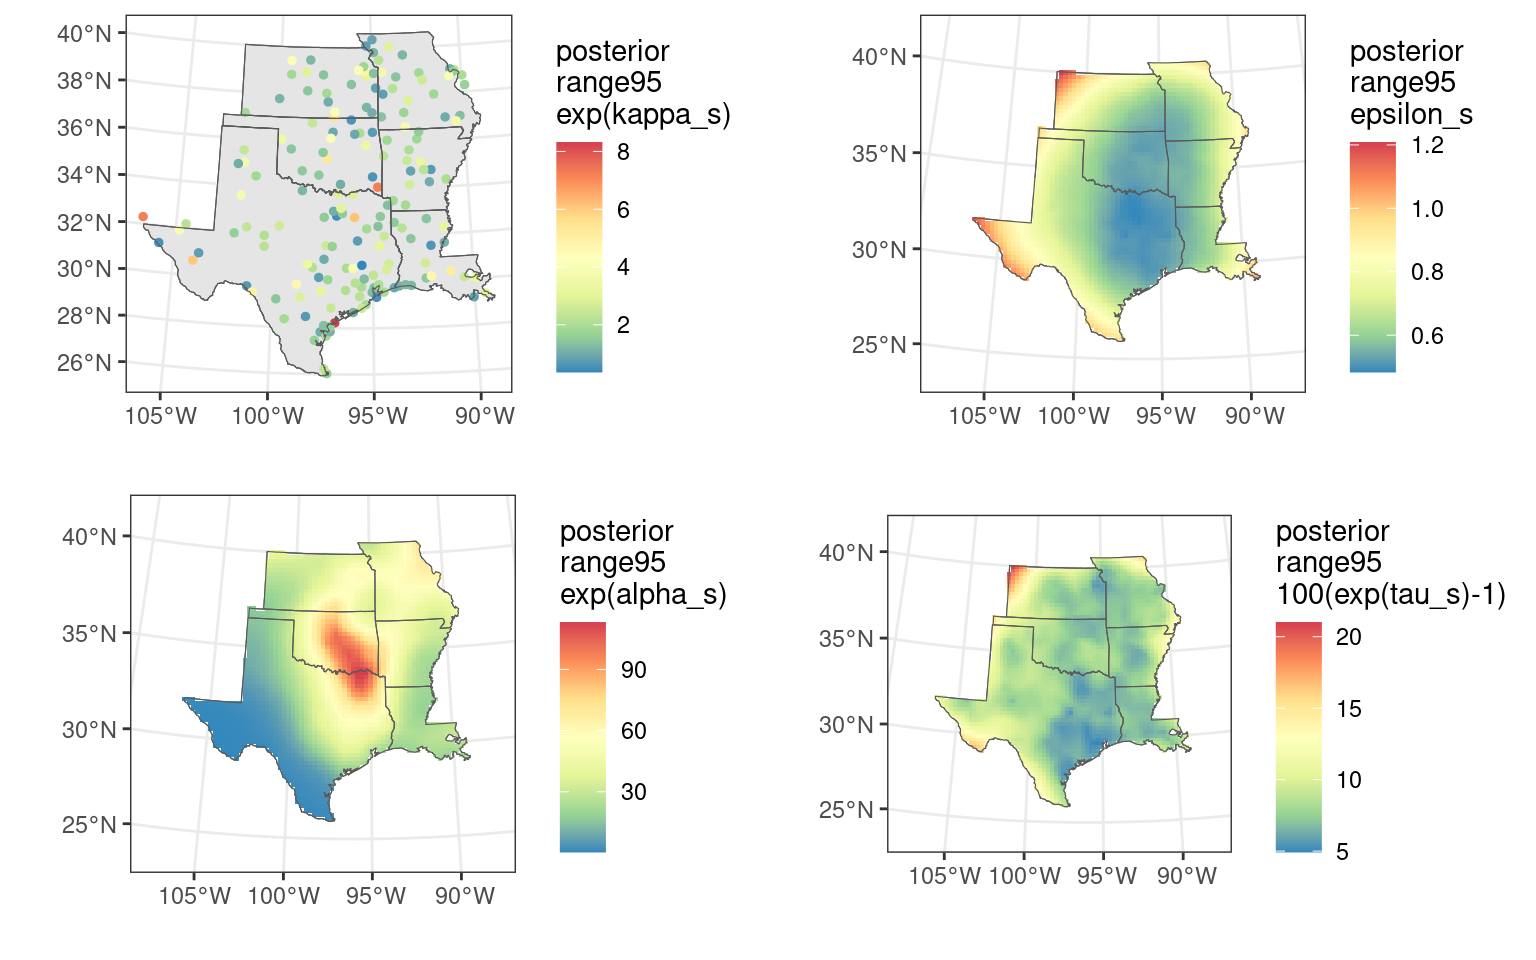 40°N
38°N
36°N
34°N
32°N
30°N
28°N
26°N
105°W 100°W 95°W 90°W
posterior
range95
exp(kappa_s)
8
6
4
2
40°N
35°N
30°N
25°N
105°W 100°W 95°W 90°W
posterior
range95
epsilon_s
1.2
1.0
0.8
0.6
40°N
35°N
30°N
25°N
105°W 100°W 95°W 90°W
posterior
range95
exp(alpha_s)
90
60
30
40°N
35°N
30°N
25°N
105°W 100°W 95°W 90°W
posterior
range95
100(exp(tau_s)-1)
20
15
10
5